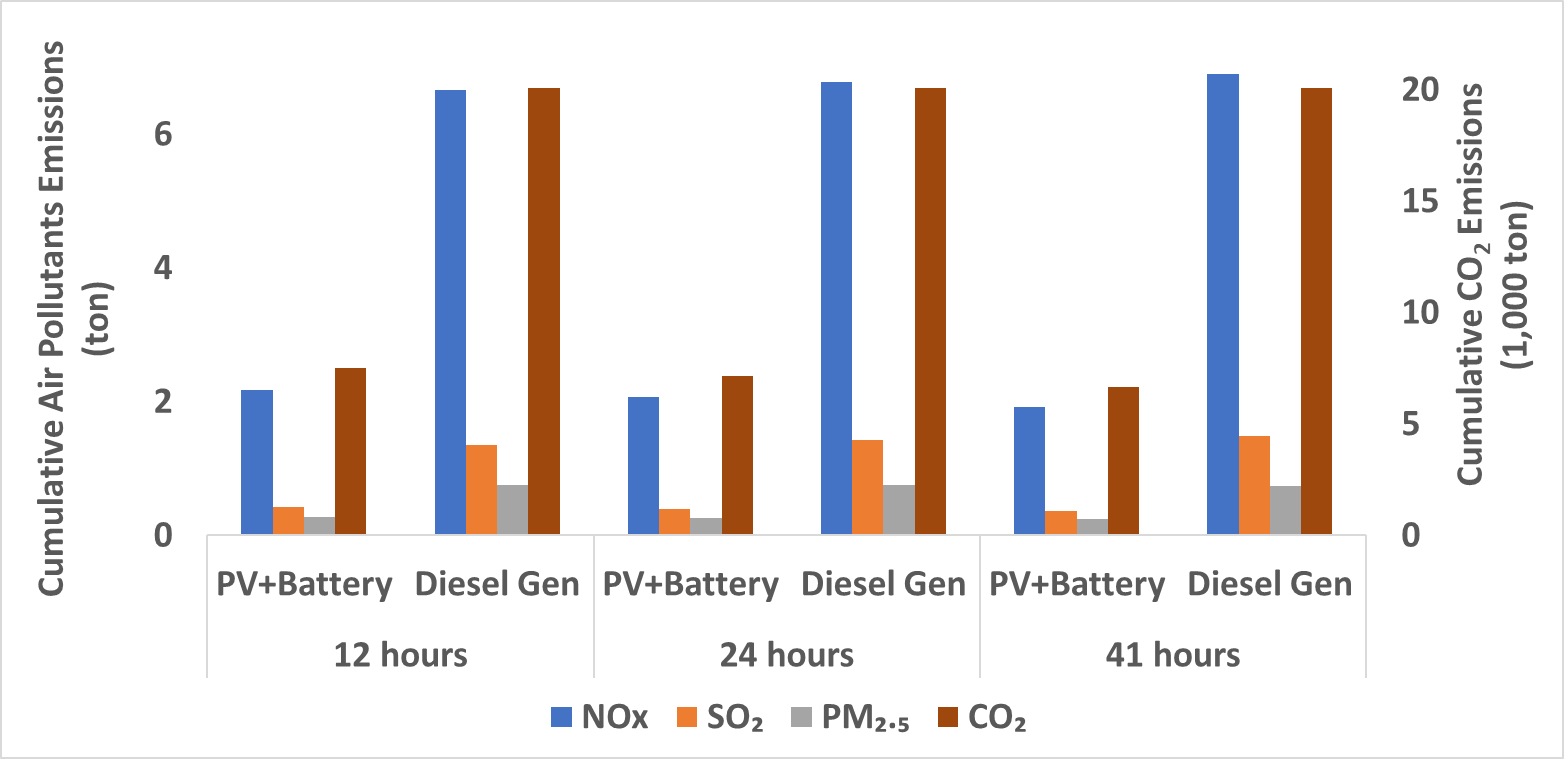 Cumulative Air Pollutants Emissions
(ton)
6
4
2
0
20
15
10
5
0
Cumulative CO₂ Emissions
(1,000 ton)
PV+Battery Diesel Gen PV+Battery Diesel Gen PV+Battery Diesel Gen
12 hours 24 hours 41 hours
NOx SO₂ PM₂.₅ CO₂